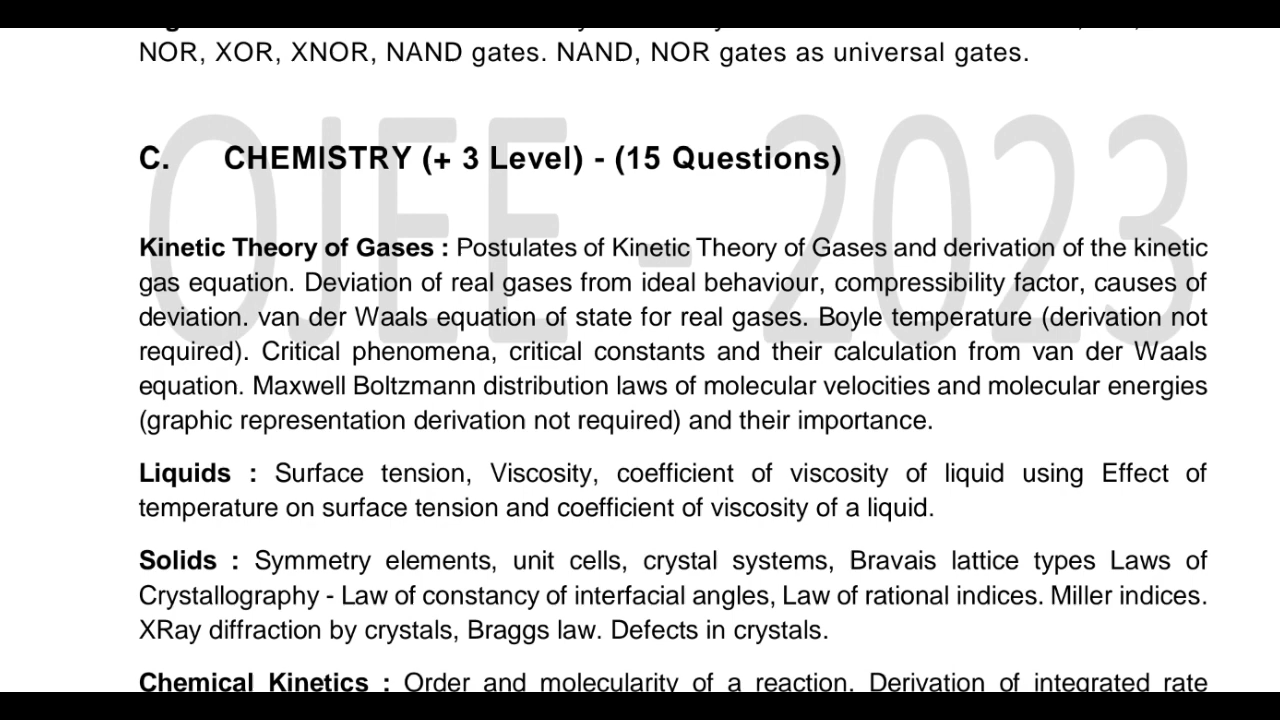 NOR, XOR, XNOR, NAND gates. NAND, NOR gates as universal gates.
OJEE - 2023
C. CHEMISTRY (+ 3 Level) - (15 Questions)
Kinetic Theory of Gases : Postulates of Kinetic Theory of Gases and derivation of the kinetic
gas equation. Deviation of real gases from ideal behaviour, compressibility factor, causes of
deviation. van der Waals equation of state for real gases. Boyle temperature (derivation not
required). Critical phenomena, critical constants and their calculation from van der Waals
equation. Maxwell Boltzmann distribution laws of molecular velocities and molecular energies
(graphic representation derivation not required) and their importance.
Liquids : Surface tension, Viscosity, coefficient of viscosity of liquid using Effect of
temperature on surface tension and coefficient of viscosity of a liquid.
Solids : Symmetry elements, unit cells, crystal systems, Bravais lattice types Laws of
Crystallography - Law of constancy of interfacial angles, Law of rational indices. Miller indices.
XRay diffraction by crystals, Braggs law. Defects in crystals.
Chemical Kinetics : Order and molecularity of a reaction. Derivation of integrated rate